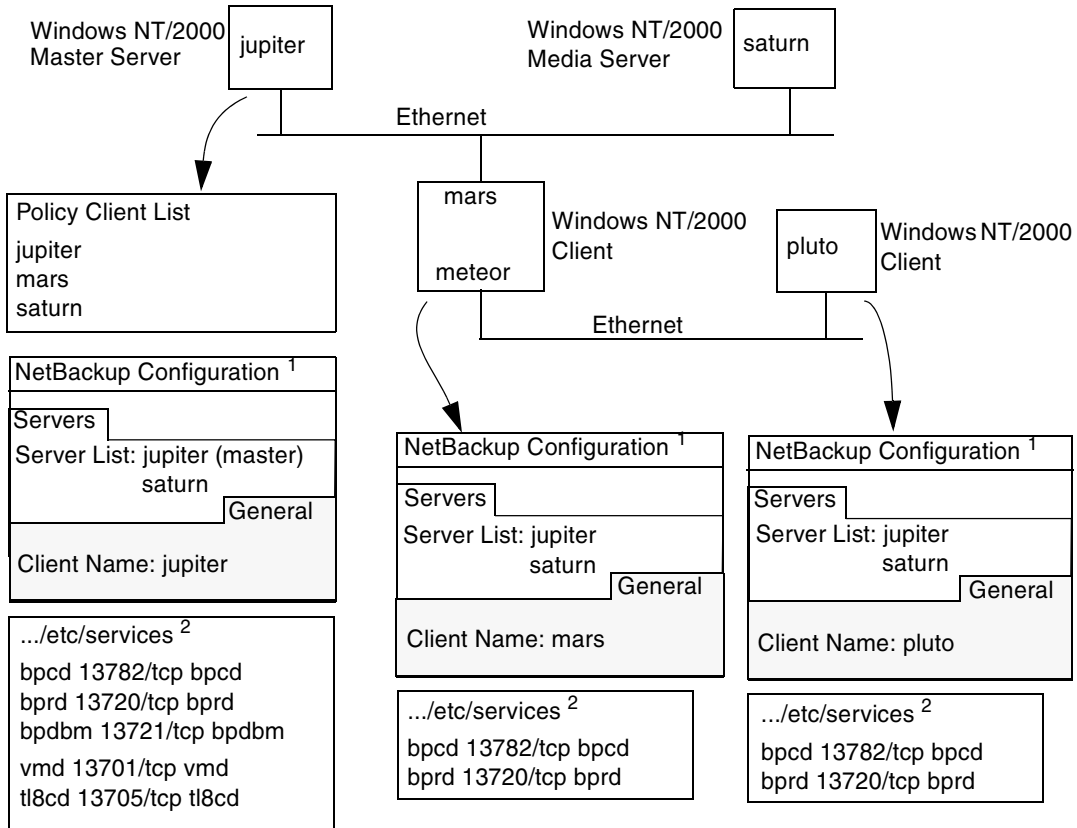 Windows NT/2000
Master Server
jupiter
Windows NT/2000
Media Server
saturn
Ethernet
Policy Client List
jupiter
mars
saturn
mars
meteor
Windows NT/2000
Client
pluto
Windows NT/2000
Client
Ethernet
NetBackup Configuration 1
Servers
Server List: jupiter (master)
saturn
General
Client Name: jupiter
.../etc/services 2
bpcd 13782/tcp bpcd
bprd 13720/tcp bprd
bpdbm 13721/tcp bpdbm
vmd 13701/tcp vmd
tl8cd 13705/tcp tl8cd
NetBackup Configuration 1
Servers
Server List: jupiter
saturn
General
Client Name: mars
.../etc/services 2
bpcd 13782/tcp bpcd
bprd 13720/tcp bprd
NetBackup Configuration 1
Servers
Server List: jupiter
saturn
General
Client Name: pluto
.../etc/services 2
bpcd 13782/tcp bpcd
bprd 13720/tcp bprd